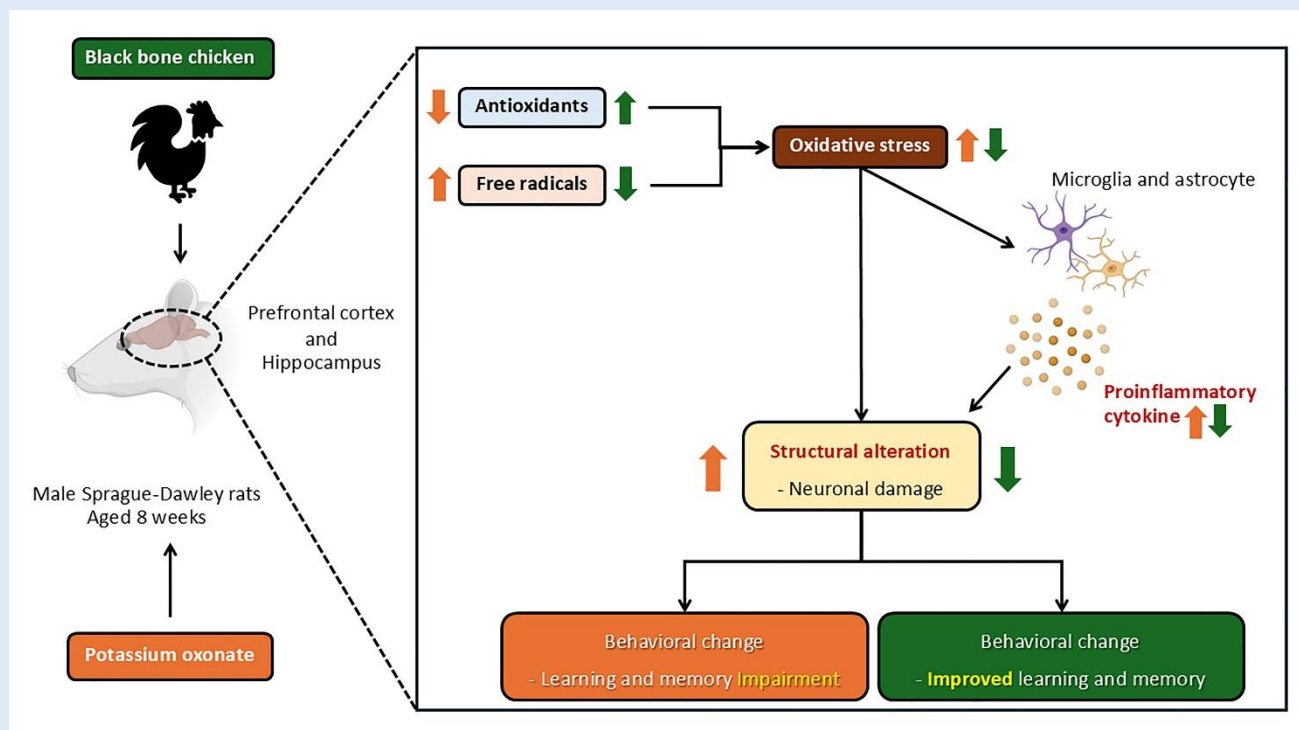 Black bone chicken
Prefrontal cortex
and
Hippocampus
Male Sprague-Dawley rats
Aged 8 weeks
Potassium oxonate
Antioxidants
Free radicals
Oxidative stress
Microglia and astrocyte
Proinflammatory
cytokine
Structural alteration
- Neuronal damage
Behavioral change
- Learning and memory Impairment
Behavioral change
- Improved learning and memory